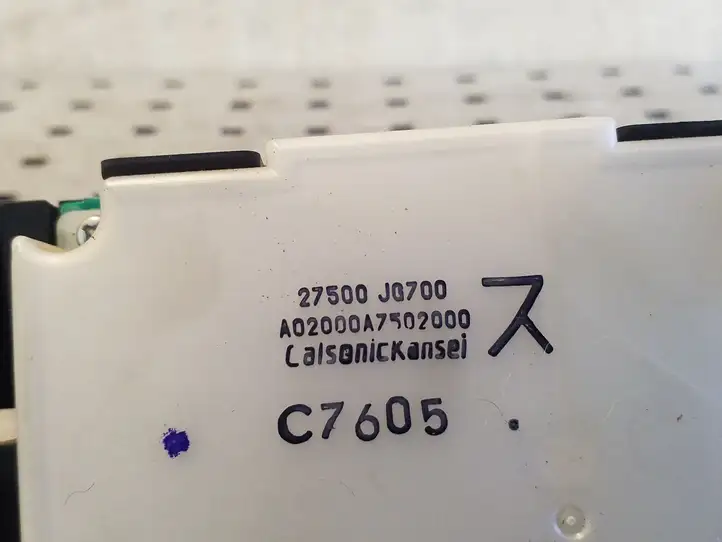 27500 JG700
A02000A7502000
CalsonicKansei
ス
C7605 .